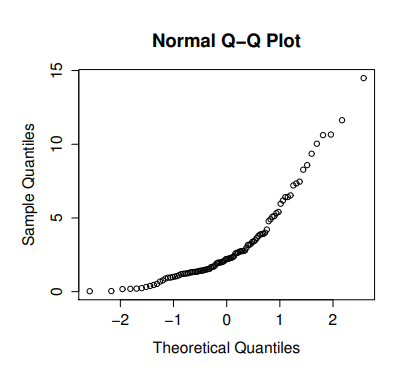 Normal Q−Q Plot
15
10
5
0
Sample Quantiles
−2 −1 0 1 2
Theoretical Quantiles